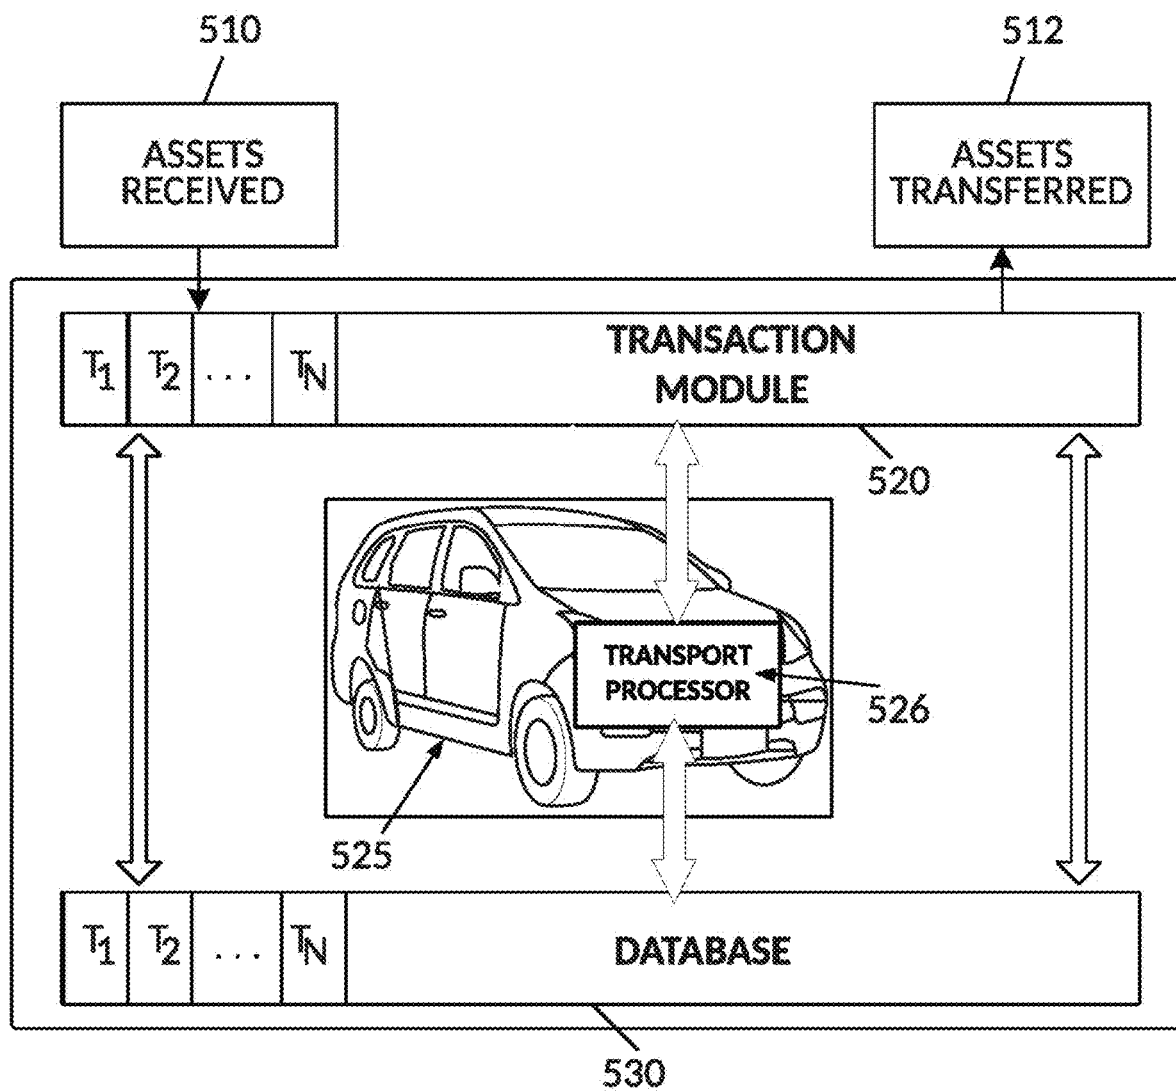 510
512
ASSETS
RECEIVED
ASSETS
TRANSFERRED
T1 T2 ... TN
TRANSACTION
MODULE
520
TRANSPORT
PROCESSOR
526
525
T1 T2 ... TN
DATABASE
530